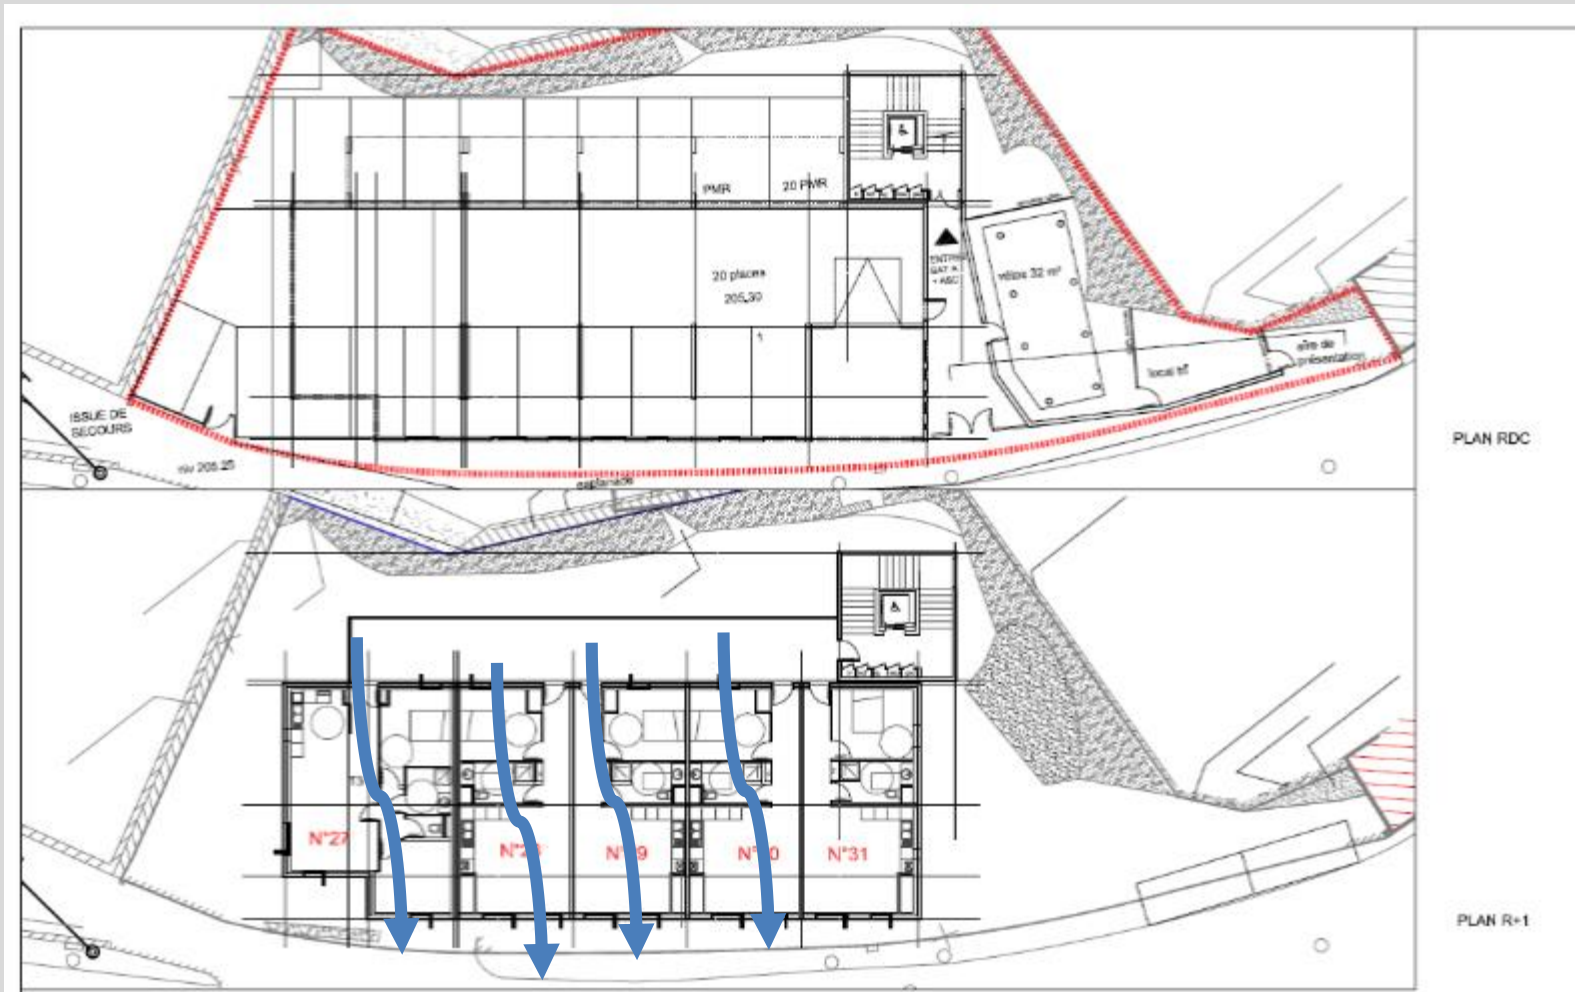 PMR
20 PMR
20 places
205,30
1
ENTREE
BAT A
+ ASC
vélos 32 m²
local
aire de
présentation
ISSUE DE
SECOURS
niv 205.25
esplanade
PLAN RDC
N°27
N°31
PLAN R+1